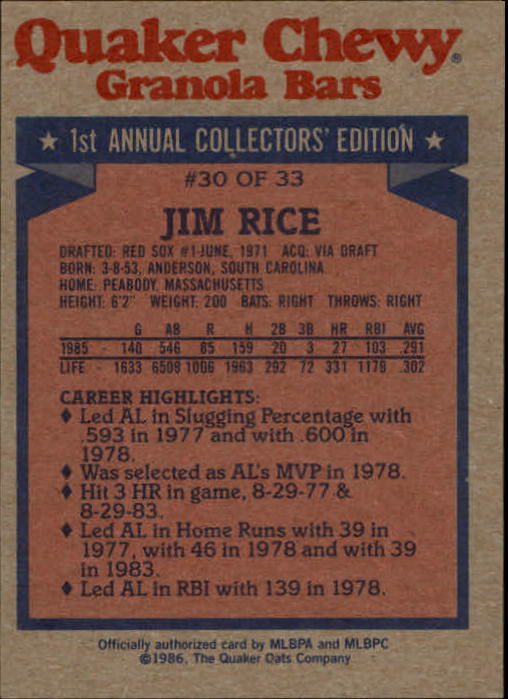 Quaker Chewy®
Granola Bars
★ 1st ANNUAL COLLECTORS' EDITION ★
#30 OF 33
JIM RICE
DRAFTED: RED SOX #1-JUNE, 1971 ACQ: VIA DRAFT
BORN: 3-8-53, ANDERSON, SOUTH CAROLINA
HOME: PEABODY, MASSACHUSETTS
HEIGHT: 6'2" WEIGHT: 200 BATS: RIGHT THROWS: RIGHT
G AB R H 2B 3B HR RBI AVG
1985 - 140 546 85 159 20 3 27 103 .291
LIFE - 1633 6508 1006 1963 292 72 331 1178 .302
CAREER HIGHLIGHTS:
♦ Led AL in Slugging Percentage with
.593 in 1977 and with .600 in
1978.
♦ Was selected as AL's MVP in 1978.
♦ Hit 3 HR in game, 8-29-77 &
8-29-83.
♦ Led AL in Home Runs with 39 in
1977, with 46 in 1978 and with 39
in 1983.
♦ Led AL in RBI with 139 in 1978.
Officially authorized card by MLBPA and MLBPC
©1986, The Quaker Oats Company